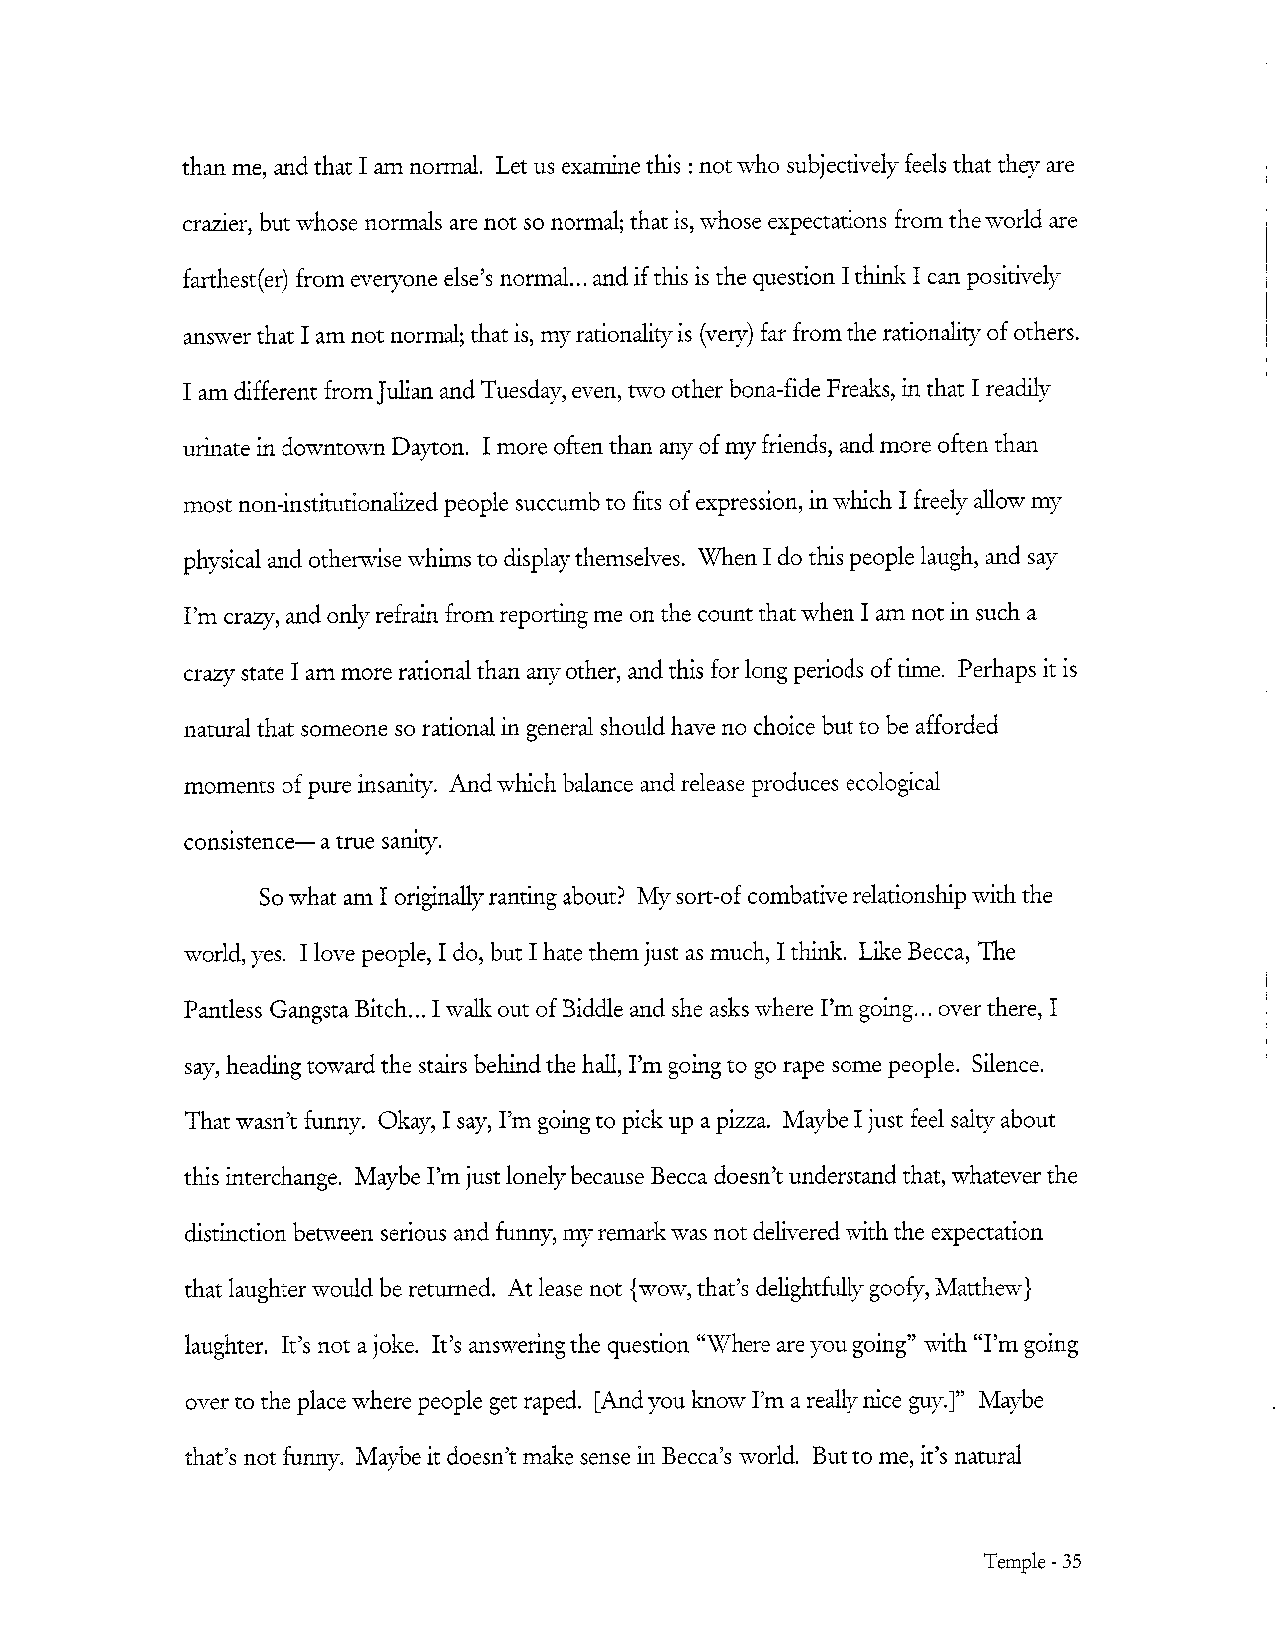 than me, and that I am normal. Let us examine this : not who subjectively feels that they are
crazier, but whose normals are not so normal; that is, whose expectations from the world are
farthest(er) from everyone else's normal... and if this is the question I think I can positively
answer that I am not normal; that is, my rationality is (very) far from the rationality of others.
I am different from Julian and Tuesday, even, two other bona-fide Freaks, in that I readily
urinate in downtown Dayton. I more often than any of my friends, and more often than
most non-institutionalized people succumb to fits of expression, in which I freely allow my
physical and otherwise whims to display themselves. When I do this people laugh, and say
I'm crazy, and only refrain from reporting me on the count that when I am not in such a
crazy state I am more rational than any other, and this for long periods of time. Perhaps it is
natural that someone so rational in general should have no choice but to be afforded
moments of pure insanity. And which balance and release produces ecological
consistence— a true sanity.
So what am I originally ranting about? My sort-of combative relationship with the
world, yes. I love people, I do, but I hate them just as much, I think. Like Becca, The
Pantless Gangsta Bitch... I walk out of Biddle and she asks where I'm going... over there, I
say, heading toward the stairs behind the hall, I'm going to go rape some people. Silence.
That wasn't funny. Okay, I say, I'm going to pick up a pizza. Maybe I just feel salty about
this interchange. Maybe I'm just lonely because Becca doesn't understand that, whatever the
distinction between serious and funny, my remark was not delivered with the expectation
that laughter would be returned. At lease not {wow, that's delightfully goofy, Matthew}
laughter. It's not a joke. It's answering the question “Where are you going” with “I'm going
over to the place where people get raped. [And you know I'm a really nice guy.]” Maybe
that's not funny. Maybe it doesn't make sense in Becca's world. But to me, it's natural
Temple - 35